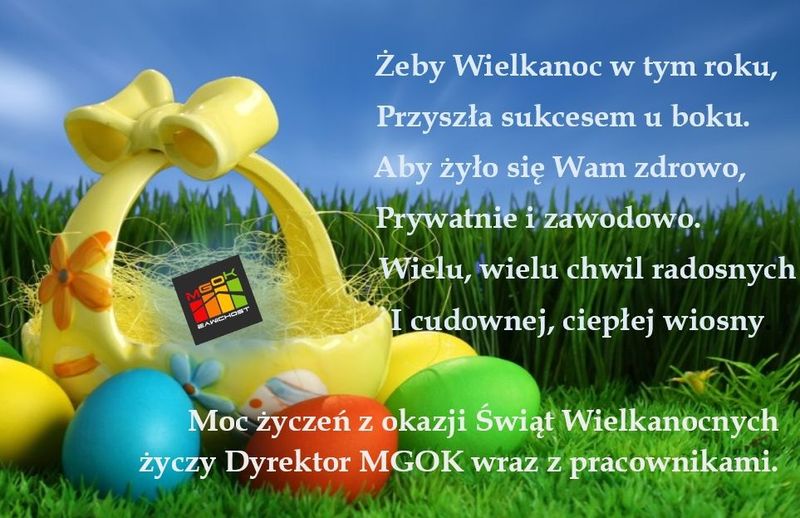 Żeby Wielkanoc w tym roku,
Przyszła sukcesem u boku.
Aby żyło się Wam zdrowo,
Prywatnie i zawodowo.
Wielu, wielu chwil radosnych
I cudownej, ciepłej wiosny
MGOK
ZAWICHOST
Moc życzeń z okazji Świąt Wielkanocnych
życzy Dyrektor MGOK wraz z pracownikami.